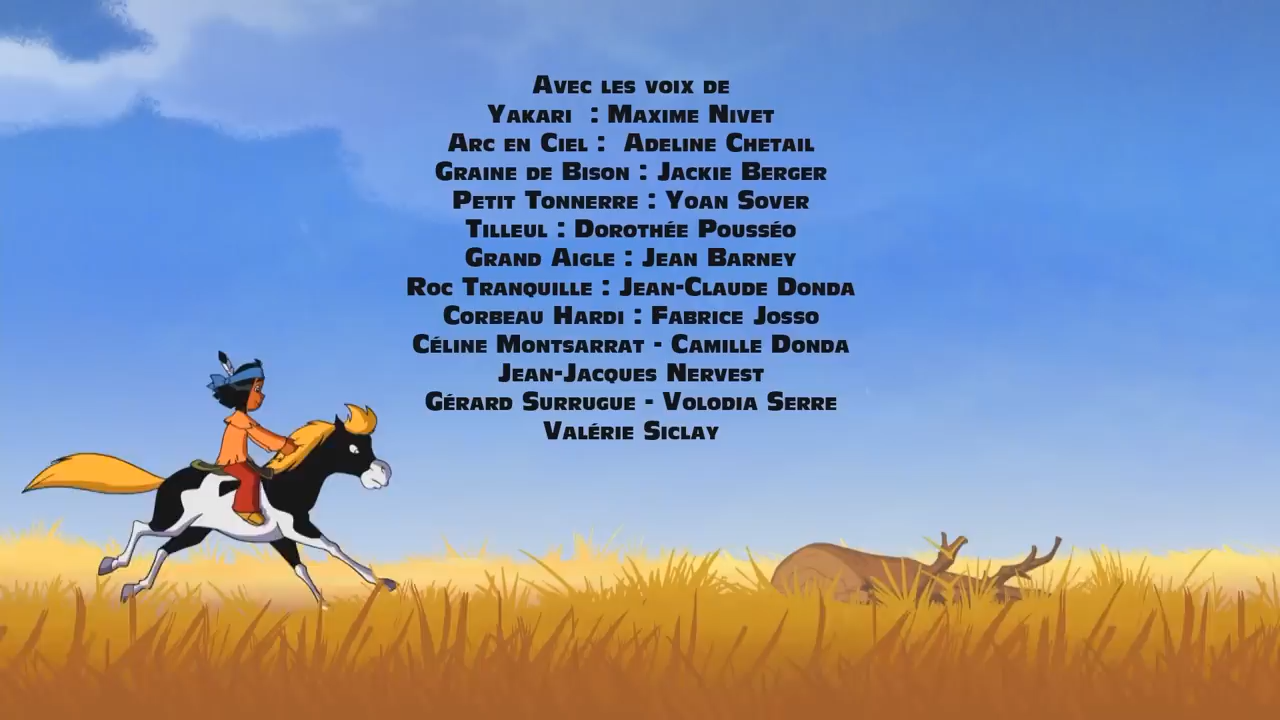 Avec les voix de
Yakari : Maxime Nivet
Arc en Ciel : Adeline Chetail
Graine de Bison : Jackie Berger
Petit Tonnerre : Yoan Sover
Tilleul : Dorothée Pousséo
Grand Aigle : Jean Barney
Roc Tranquille : Jean-Claude Donda
Corbeau Hardi : Fabrice Josso
Céline Montsarrat - Camille Donda
Jean-Jacques Nervest
Gérard Surrugue - Volodia Serre
Valérie Siclay